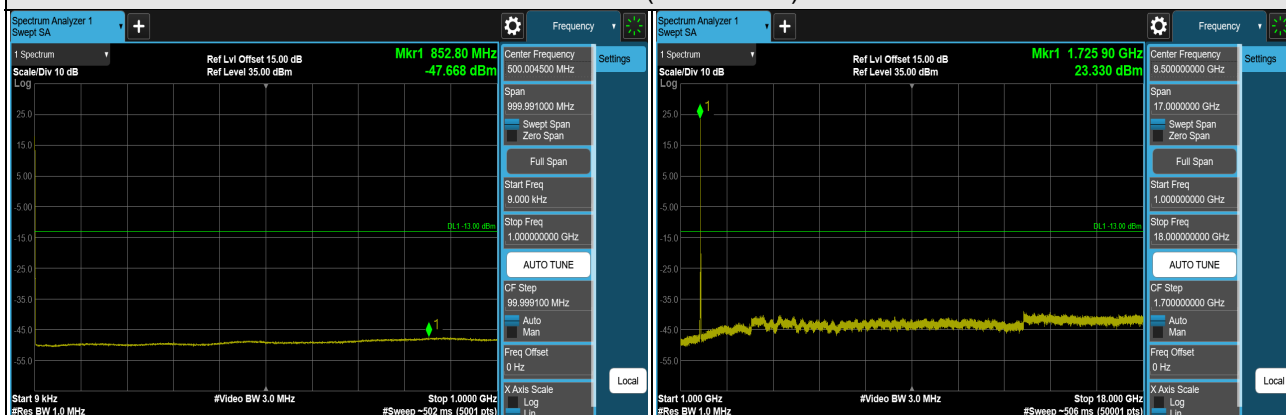 Spectrum Analyzer 1
Swept SA
+
Frequency
1 Spectrum
Scale/Div 10 dB
Log
Ref Lvl Offset 15.00 dB
Ref Level 35.00 dBm
Mkr1 852.80 MHz
-47.668 dBm
25.0
15.0
5.00
-5.00
-15.0
-25.0
-35.0
-45.0
-55.0
DL1 -13.00 dBm
1
Start 9 kHz
#Res BW 1.0 MHz
#Video BW 3.0 MHz
Stop 1.0000 GHz
#Sweep ~502 ms (5001 pts)
Center Frequency
500.004500 MHz
Settings
Span
999.991000 MHz
Swept Span
Zero Span
Full Span
Start Freq
9.000 kHz
Stop Freq
1.000000000 GHz
AUTO TUNE
CF Step
99.999100 MHz
Auto
Man
Freq Offset
0 Hz
X Axis Scale
Log
Lin
Local
Spectrum Analyzer 1
Swept SA
+
Frequency
1 Spectrum
Scale/Div 10 dB
Log
Ref Lvl Offset 15.00 dB
Ref Level 35.00 dBm
Mkr1 1.725 90 GHz
23.330 dBm
25.0
15.0
5.00
-5.00
-15.0
-25.0
-35.0
-45.0
-55.0
1
DL1 -13.00 dBm
Start 1.000 GHz
#Res BW 1.0 MHz
#Video BW 3.0 MHz
Stop 18.000 GHz
#Sweep ~506 ms (50001 pts)
Center Frequency
9.500000000 GHz
Settings
Span
17.0000000 GHz
Swept Span
Zero Span
Full Span
Start Freq
1.000000000 GHz
Stop Freq
18.000000000 GHz
AUTO TUNE
CF Step
1.700000000 GHz
Auto
Man
Freq Offset
0 Hz
X Axis Scale
Log
Lin
Local